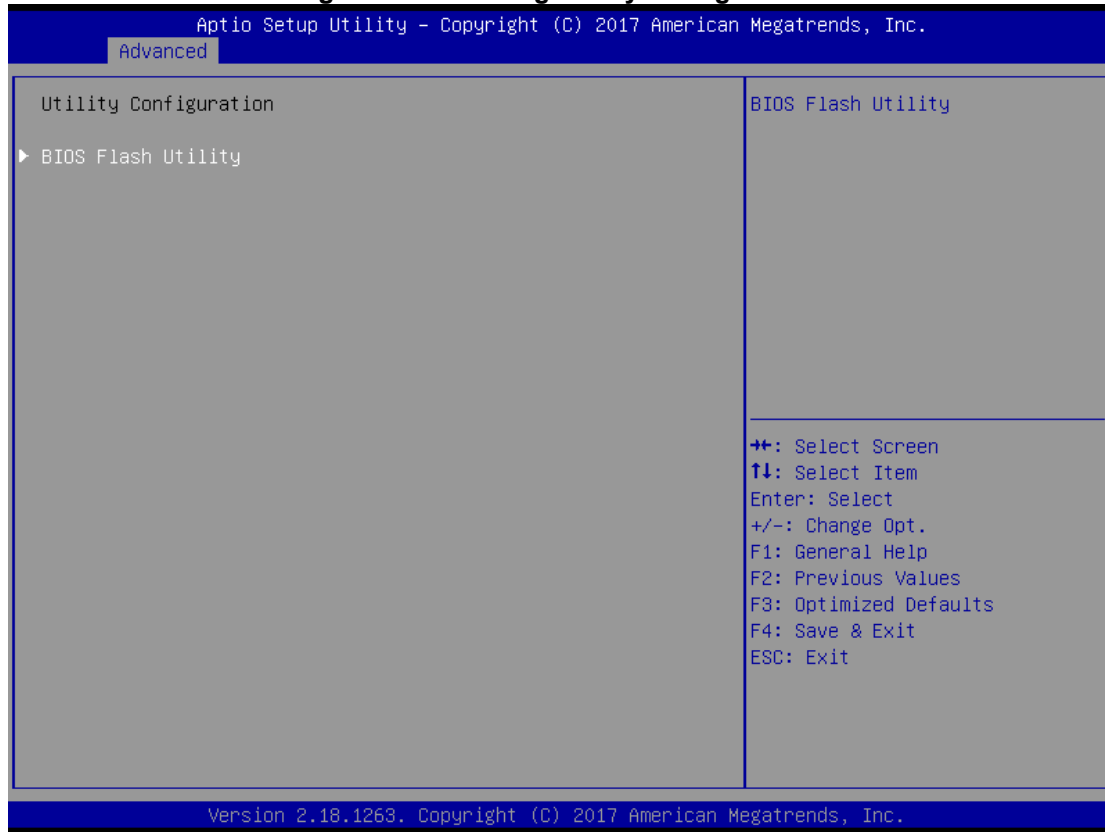 Aptio Setup Utility – Copyright (C) 2017 American Megatrends, Inc.
Advanced
Utility Configuration
BIOS Flash Utility
▶ BIOS Flash Utility
→←: Select Screen
↑↓: Select Item
Enter: Select
+/-: Change Opt.
F1: General Help
F2: Previous Values
F3: Optimized Defaults
F4: Save & Exit
ESC: Exit
Version 2.18.1263. Copyright (C) 2017 American Megatrends, Inc.